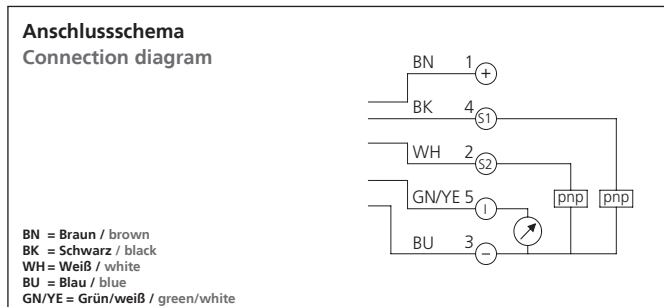 Anschlussschema
Connection diagram
BN 1 +
BK 4 S1
WH 2 S2
GN/YE 5 I
pnp pnp
BU 3 −
BN = Braun / brown
BK = Schwarz / black
WH = Weiß / white
BU = Blau / blue
GN/YE = Grün/weiß / green/white